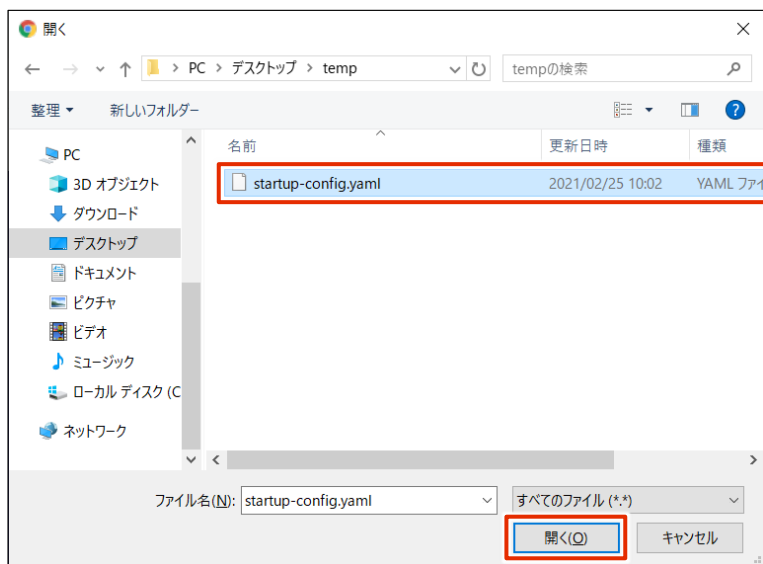 開く
PC > デスクトップ > temp
tempの検索
整理
新しいフォルダー
?
名前
更新日時
種類
startup-config.yaml
2021/02/25 10:02
YAML ファイ
PC
3D オブジェクト
ダウンロード
デスクトップ
ドキュメント
ピクチャ
ビデオ
ミュージック
ローカル ディスク (C
ネットワーク
ファイル名(N):
startup-config.yaml
すべてのファイル (*.*)
開く(O)
キャンセル